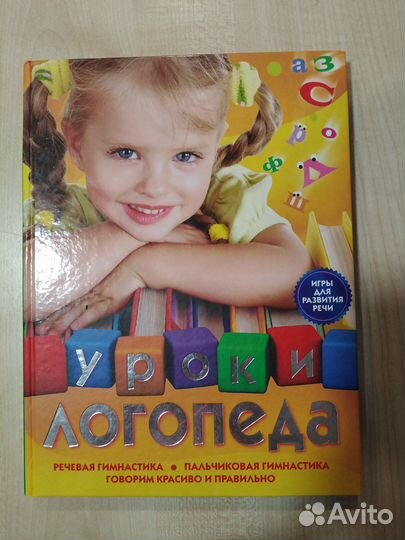 а З
С
р о
ф Д
Ш
ИГРЫ
ДЛЯ
РАЗВИТИЯ
РЕЧИ
УРОКИ
ЛОГОПЕДА
РЕЧЕВАЯ ГИМНАСТИКА • ПАЛЬЧИКОВАЯ ГИМНАСТИКА
ГОВОРИМ КРАСИВО И ПРАВИЛЬНО
Avito